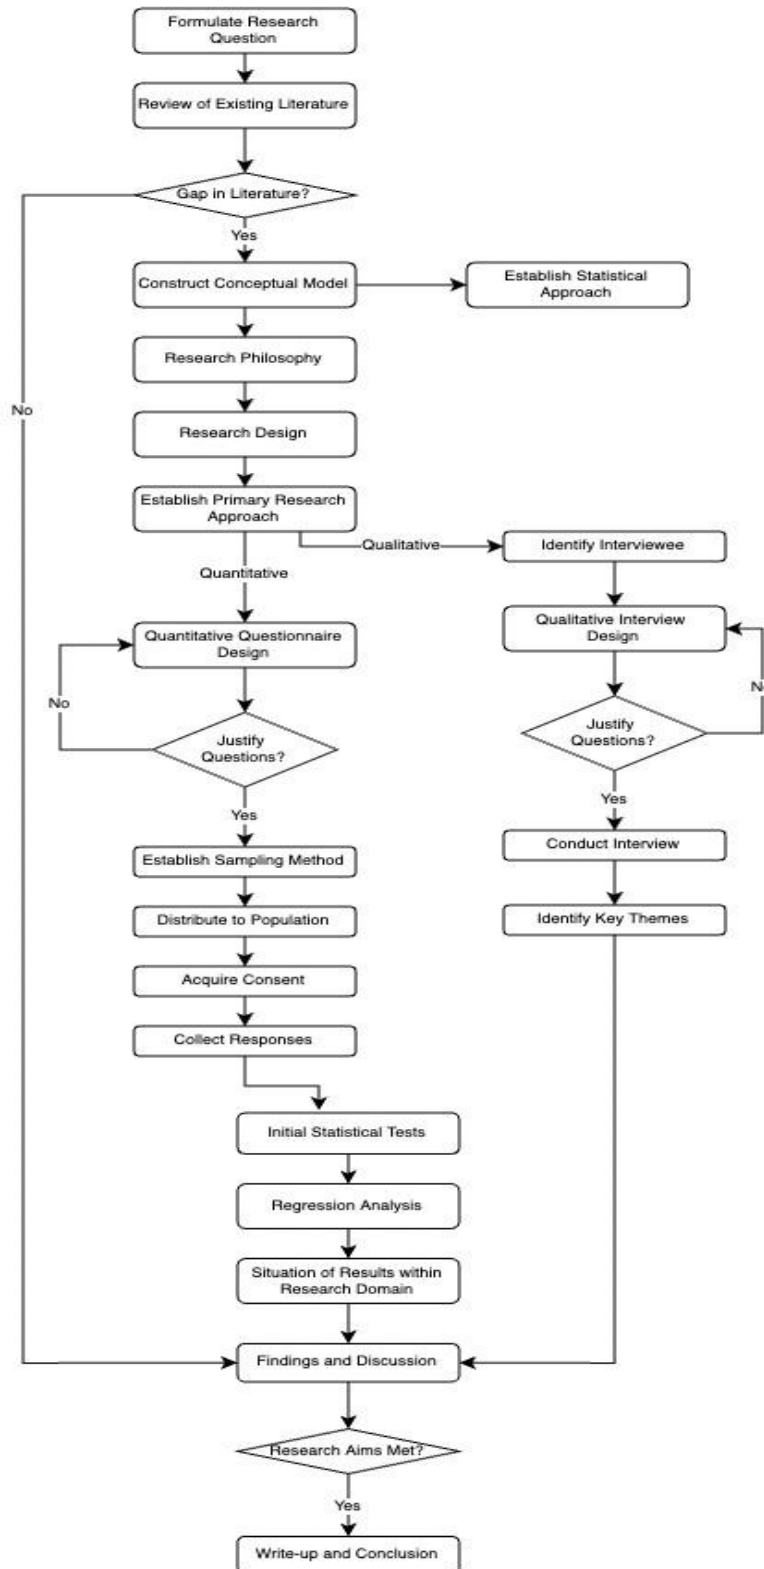 Formulate Research
Question
Review of Existing Literature
Gap in Literature?
Yes
Construct Conceptual Model
Establish Statistical
Approach
Research Philosophy
No
Research Design
Establish Primary Research
Approach
Qualitative
Identify Interviewee
Quantitative
Quantitative Questionnaire
Design
Qualitative Interview
Design
No
No
Justify
Questions?
Justify
Questions?
Yes
Yes
Establish Sampling Method
Conduct Interview
Distribute to Population
Identify Key Themes
Acquire Consent
Collect Responses
Initial Statistical Tests
Regression Analysis
Situation of Results within
Research Domain
Findings and Discussion
Research Aims Met?
Yes
Write-up and Conclusion